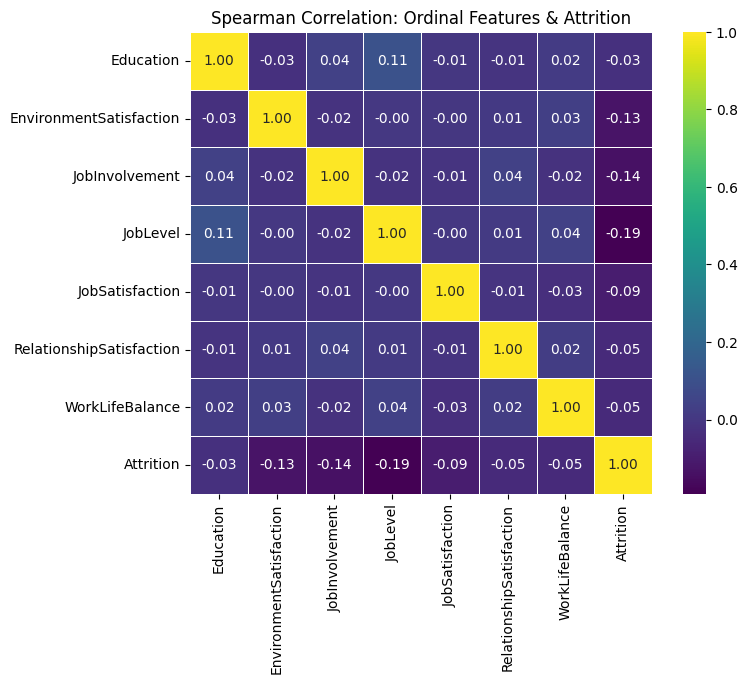 Spearman Correlation: Ordinal Features & Attrition
Education 1.00 -0.03 0.04 0.11 -0.01 -0.01 0.02 -0.03
EnvironmentSatisfaction -0.03 1.00 -0.02 -0.00 -0.00 0.01 0.03 -0.13
JobInvolvement 0.04 -0.02 1.00 -0.02 -0.01 0.04 -0.02 -0.14
JobLevel 0.11 -0.00 -0.02 1.00 -0.00 0.01 0.04 -0.19
JobSatisfaction -0.01 -0.00 -0.01 -0.00 1.00 -0.01 -0.03 -0.09
RelationshipSatisfaction -0.01 0.01 0.04 0.01 -0.01 1.00 0.02 -0.05
WorkLifeBalance 0.02 0.03 -0.02 0.04 -0.03 0.02 1.00 -0.05
Attrition -0.03 -0.13 -0.14 -0.19 -0.09 -0.05 -0.05 1.00
Education
EnvironmentSatisfaction
JobInvolvement
JobLevel
JobSatisfaction
RelationshipSatisfaction
WorkLifeBalance
Attrition
1.0
0.8
0.6
0.4
0.2
0.0